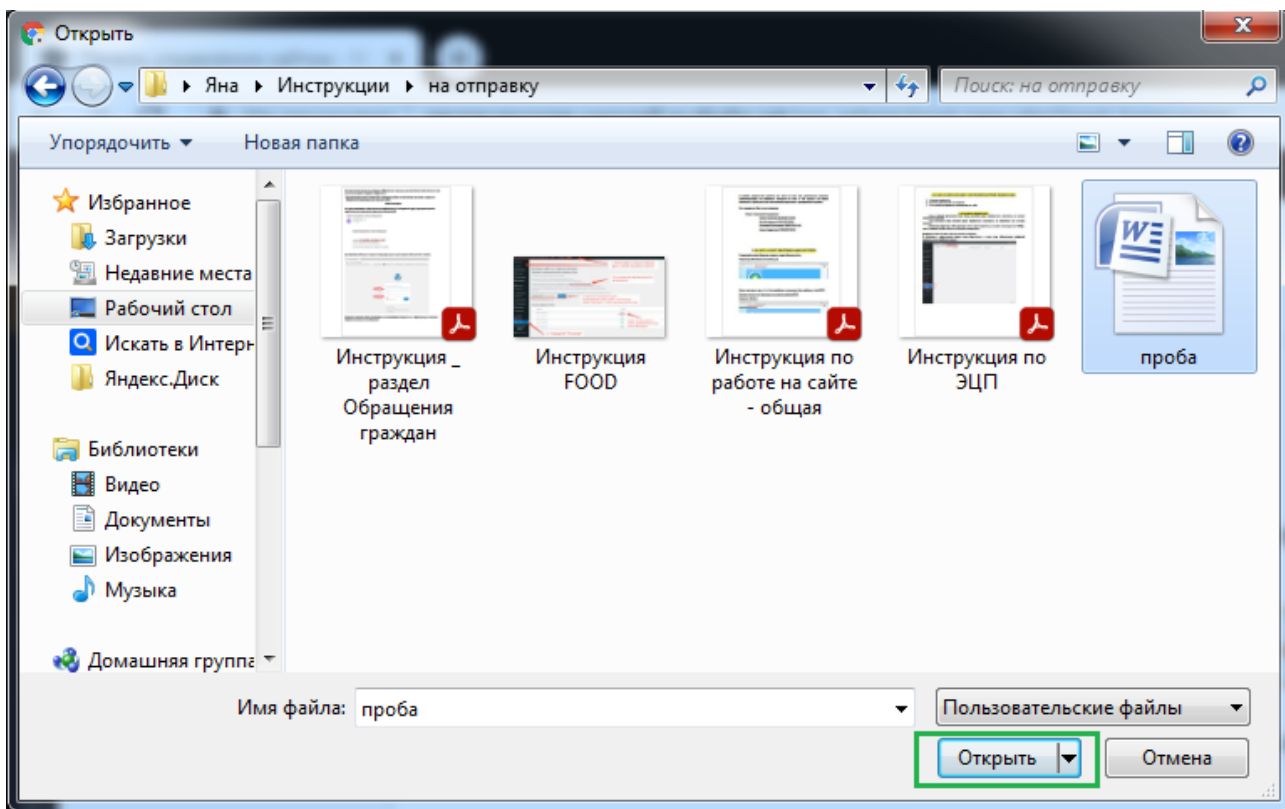 Открыть
Яна
Инструкции
на отправку
Поиск: на отправку
Упорядочить
Новая папка
Избранное
Загрузки
Недавние места
Рабочий стол
Искать в Интерн
Яндекс.Диск
Библиотеки
Видео
Документы
Изображения
Музыка
Домашняя группа
Инструкция _
раздел
Обращения
граждан
Инструкция
FOOD
Инструкция по
работе на сайте
- общая
Инструкция по
ЭЦП
W
проба
Имя файла: проба
Пользовательские файлы
Открыть
Отмена